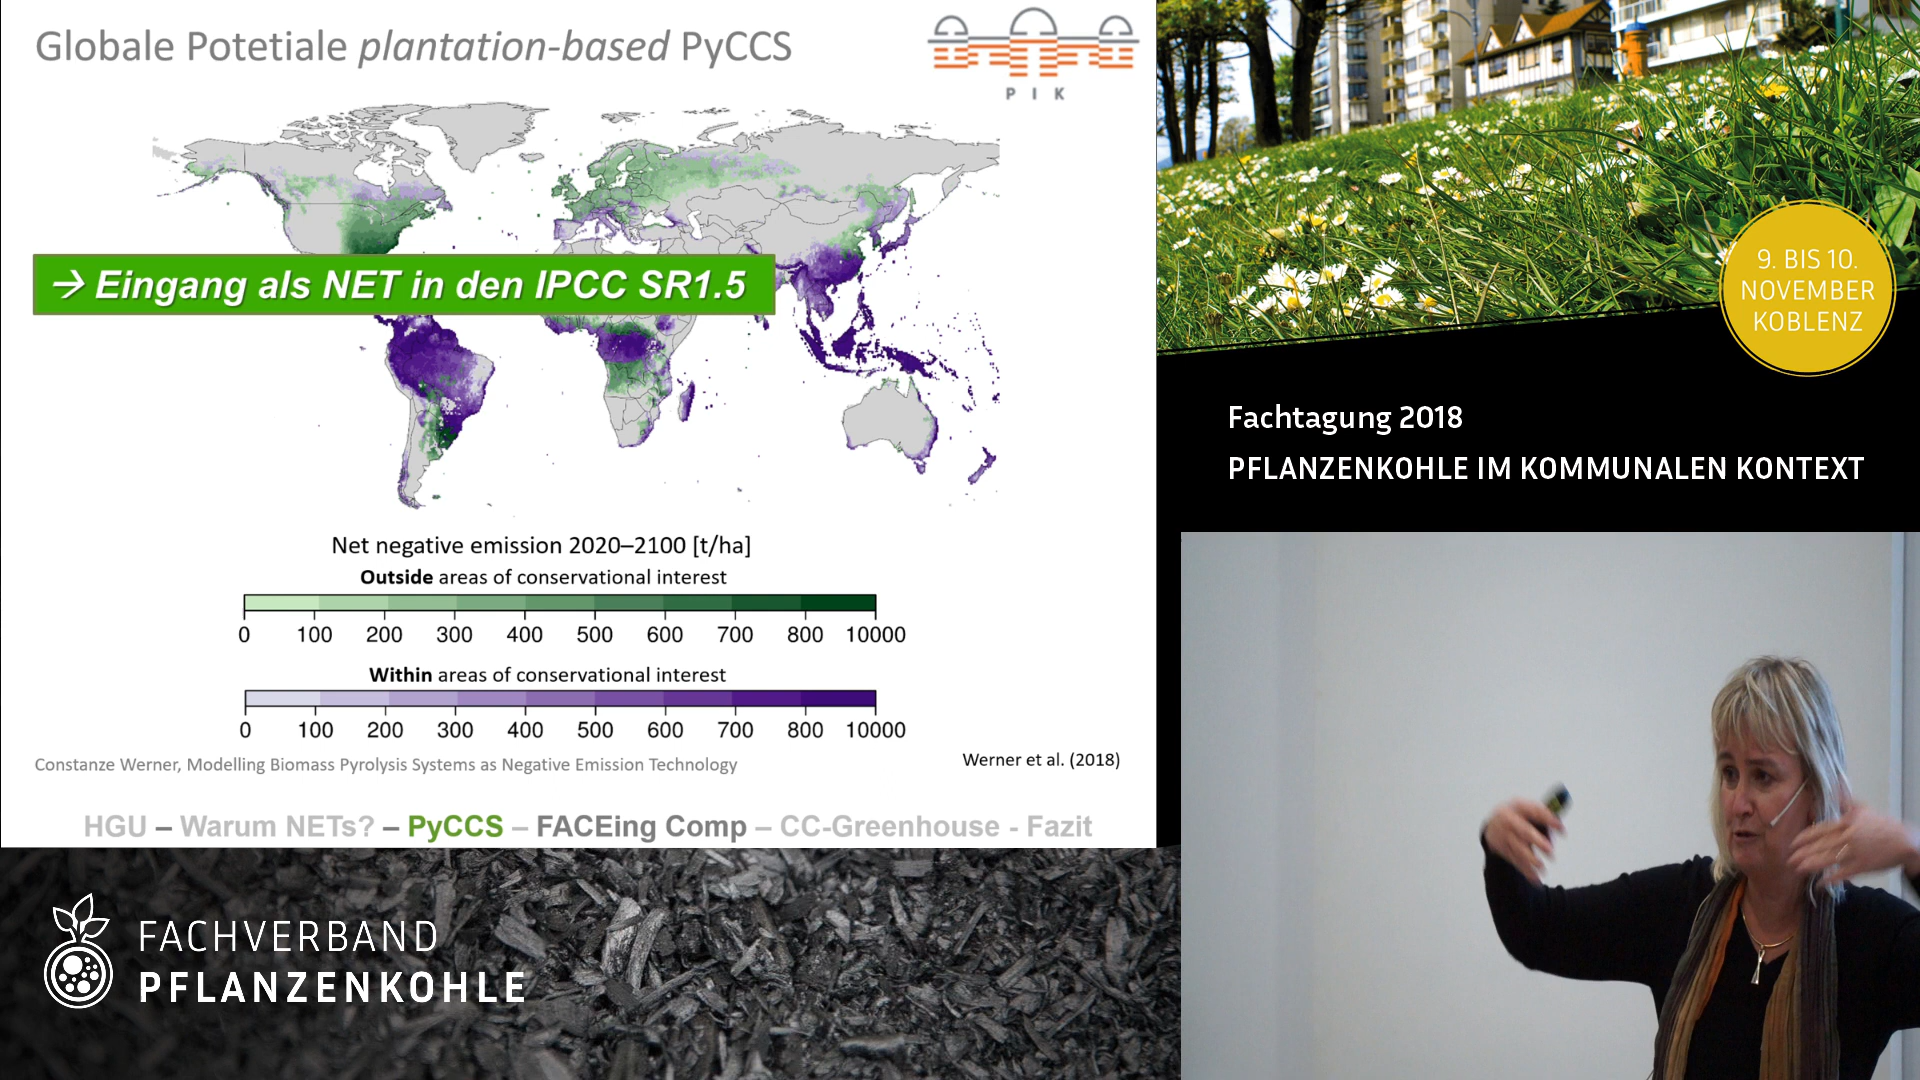 Globale Potetiale plantation-based PyCCS
P I K
→ Eingang als NET in den IPCC SR1.5
Net negative emission 2020–2100 [t/ha]
Outside areas of conservational interest
0 100 200 300 400 500 600 700 800 10000
Within areas of conservational interest
0 100 200 300 400 500 600 700 800 10000
Constanze Werner, Modelling Biomass Pyrolysis Systems as Negative Emission Technology
Werner et al. (2018)
HGU – Warum NETs? – PyCCS – FACEing Comp – CC-Greenhouse - Fazit
9. BIS 10.
NOVEMBER
KOBLENZ
Fachtagung 2018
PFLANZENKOHLE IM KOMMUNALEN KONTEXT
FACHVERBAND
PFLANZENKOHLE